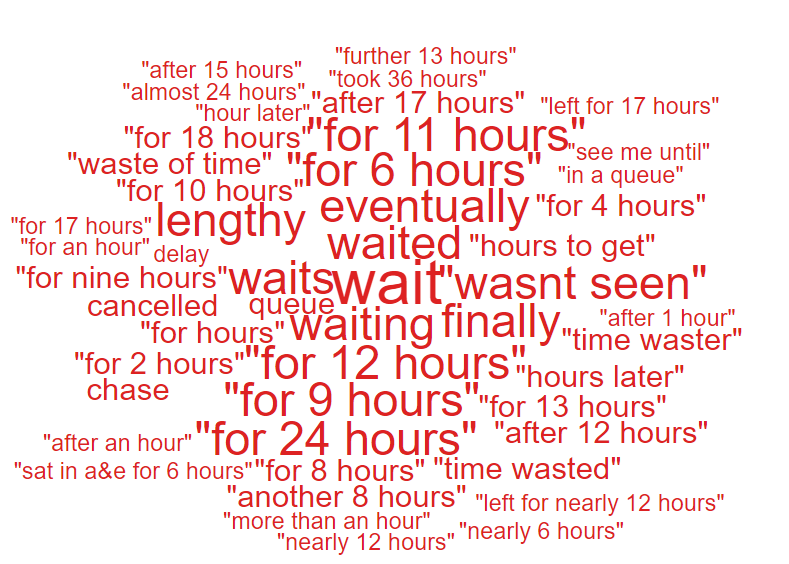 "further 13 hours"
"after 15 hours" "took 36 hours"
"almost 24 hours" "after 17 hours" "left for 17 hours"
"hour later"
"for 18 hours" "for 11 hours"
"see me until"
"waste of time" "for 6 hours" "in a queue"
"for 10 hours"
lengthy eventually "for 4 hours"
"for 17 hours"
"for an hour" delay waited "hours to get"
"for nine hours" waits wait "wasnt seen"
cancelled queue
"for hours" waiting finally "after 1 hour"
"time waster"
"for 2 hours" "for 12 hours" "hours later"
chase "for 9 hours" "for 13 hours"
"after an hour" "for 24 hours" "after 12 hours"
"sat in a&e for 6 hours" "for 8 hours" "time wasted"
"another 8 hours" "left for nearly 12 hours"
"more than an hour" "nearly 6 hours"
"nearly 12 hours"